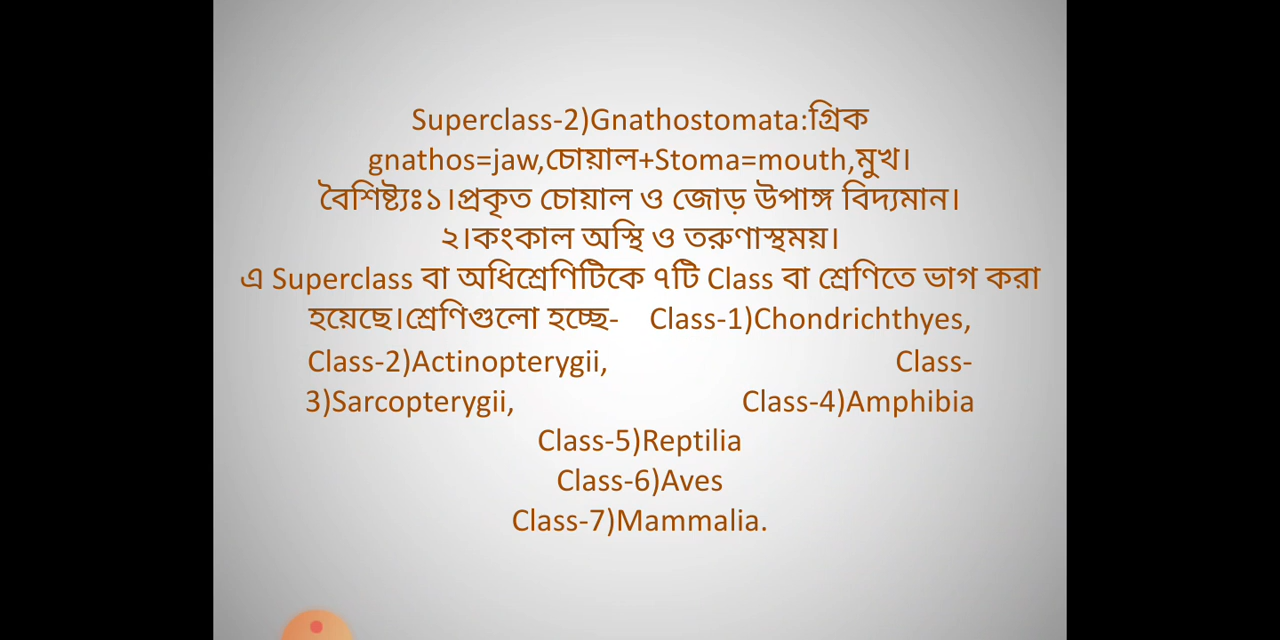 Superclass-2)Gnathostomata:গ্রিক
gnathos=jaw,চোয়াল+Stoma=mouth,মুখ।
বৈশিষ্ট্যঃ১।প্রকৃত চোয়াল ও জোড় উপাঙ্গ বিদ্যমান।
২।কংকাল অস্থি ও তরুণাস্থময়।
এ Superclass বা অধিশ্রেণিটিকে ৭টি Class বা শ্রেণিতে ভাগ করা
হয়েছে।শ্রেণিগুলো হচ্ছে- Class-1)Chondrichthyes,
Class-2)Actinopterygii, Class-
3)Sarcopterygii, Class-4)Amphibia
Class-5)Reptilia
Class-6)Aves
Class-7)Mammalia.